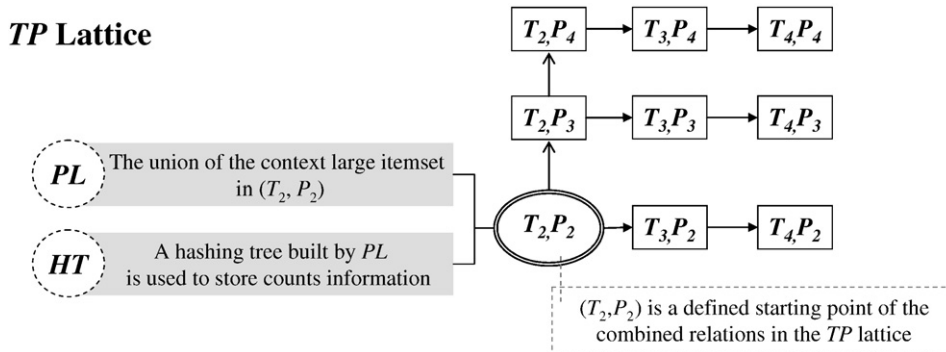 TP Lattice
T2,P4
T3,P4
T4,P4
T2,P3
T3,P3
T4,P3
PL
The union of the context large itemset
in (T2, P2)
HT
A hashing tree built by PL
is used to store counts information
T2,P2
T3,P2
T4,P2
(T2,P2) is a defined starting point of the
combined relations in the TP lattice